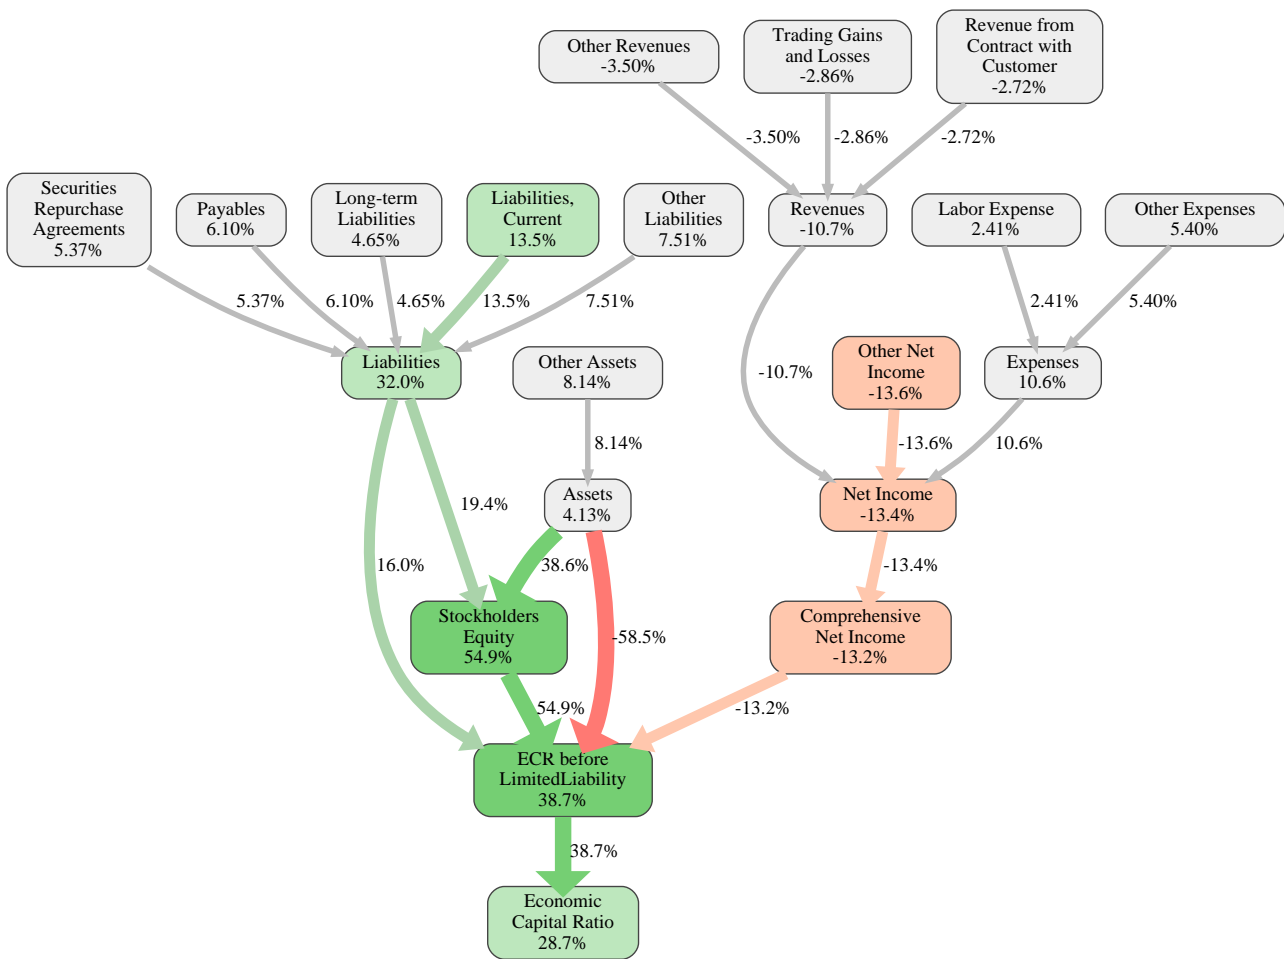 Other Revenues
-3.50%
Trading Gains
and Losses
-2.86%
Revenue from
Contract with
Customer
-2.72%
-3.50%
-2.86%
-2.72%
Securities
Repurchase
Agreements
5.37%
Payables
6.10%
Long-term
Liabilities
4.65%
Liabilities,
Current
13.5%
Other
Liabilities
7.51%
Revenues
-10.7%
Labor Expense
2.41%
Other Expenses
5.40%
5.37%
6.10%
4.65%
13.5%
7.51%
2.41%
5.40%
Liabilities
32.0%
Other Assets
8.14%
-10.7%
Other Net
Income
-13.6%
Expenses
10.6%
8.14%
-13.6%
10.6%
19.4%
Assets
4.13%
Net Income
-13.4%
16.0%
38.6%
-13.4%
Stockholders
Equity
54.9%
-58.5%
Comprehensive
Net Income
-13.2%
54.9%
-13.2%
ECR before
LimitedLiability
38.7%
38.7%
Economic
Capital Ratio
28.7%